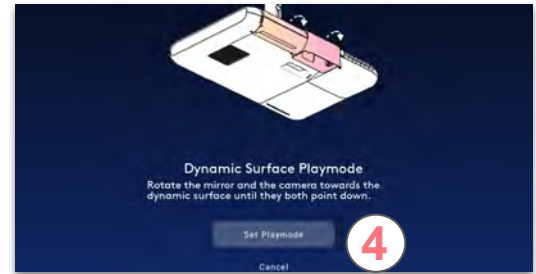 Dynamic Surface Playmode
Rotate the mirror and the camera towards the
dynamic surface until they both point down.
Set Playmode
4
Cancel